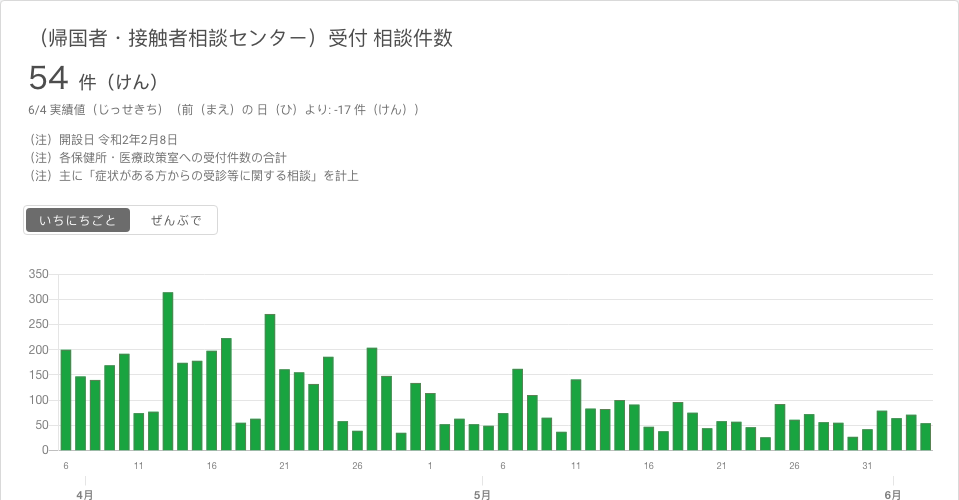 （帰国者・接触者相談センター）受付 相談件数
54 件（けん）
6/4 実績値（じっせきち）（前（まえ）の 日（ひ）より: -17 件（けん））
（注）開設日 令和2年2月8日
（注）各保健所・医療政策室への受付件数の合計
（注）主に「症状がある方からの受診等に関する相談」を計上
いちにちごと ぜんぶで
350
300
250
200
150
100
50
0
6 11 16 21 26 1 6 11 16 21 26 31
4月 5月 6月